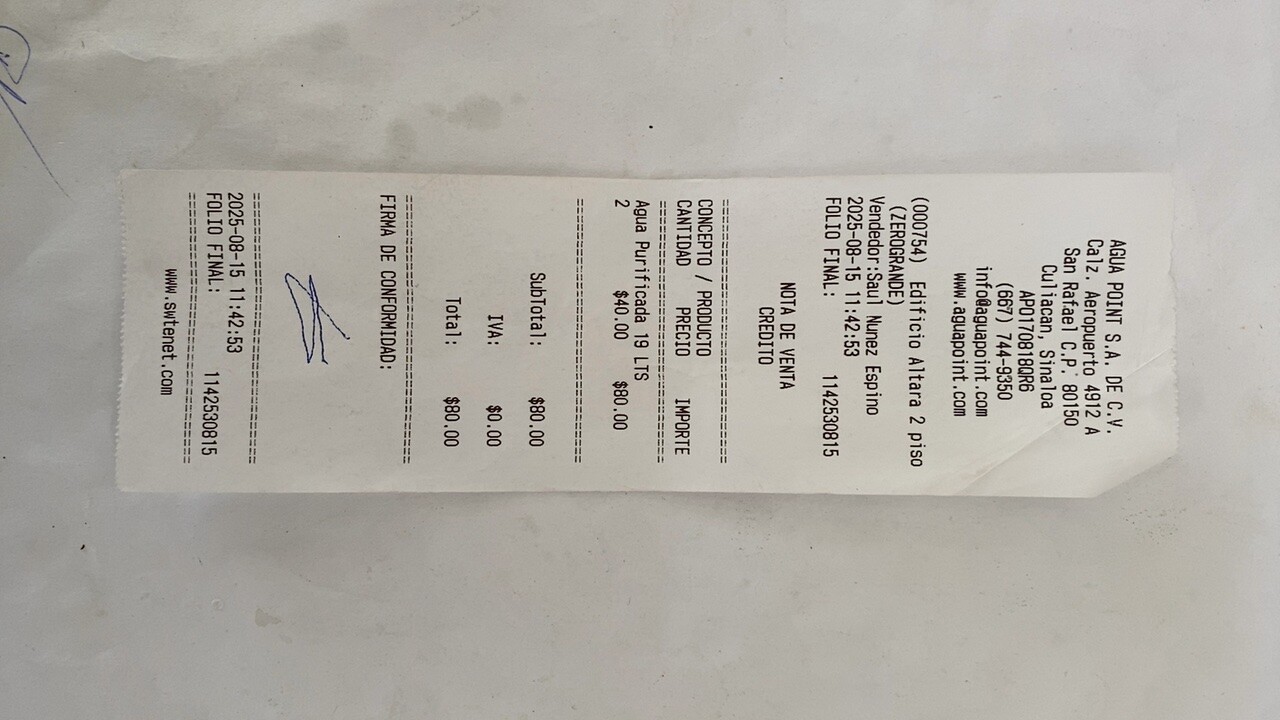 AGUA POINT S.A. DE C.V.
Calz. Aeropuerto 4912 A
San Rafael C.P. 80150
Culiacan, Sinaloa
APO170818QR6
(667) 744-9350
info@aguapoint.com
www.aguapoint.com
(000754) Edificio Altara 2 piso
(ZEROGRANDE)
Vendedor:Saul Nunez Espino
2025-08-15 11:42:53
FOLIO FINAL: 1142530815
NOTA DE VENTA
CREDITO
================================
CONCEPTO / PRODUCTO
CANTIDAD PRECIO IMPORTE
================================
Agua Purificada 19 LTS
2 $40.00 $80.00
================================
SubTotal: $80.00
IVA: $0.00
Total: $80.00
================================
FIRMA DE CONFORMIDAD:
================================
2025-08-15 11:42:53
FOLIO FINAL: 1142530815
================================
www.swtanet.com